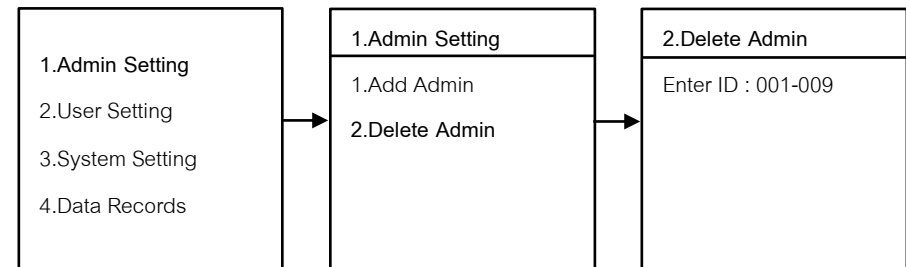 1.Admin Setting
2.User Setting
3.System Setting
4.Data Records
1.Admin Setting
1.Add Admin
2.Delete Admin
2.Delete Admin
Enter ID : 001-009